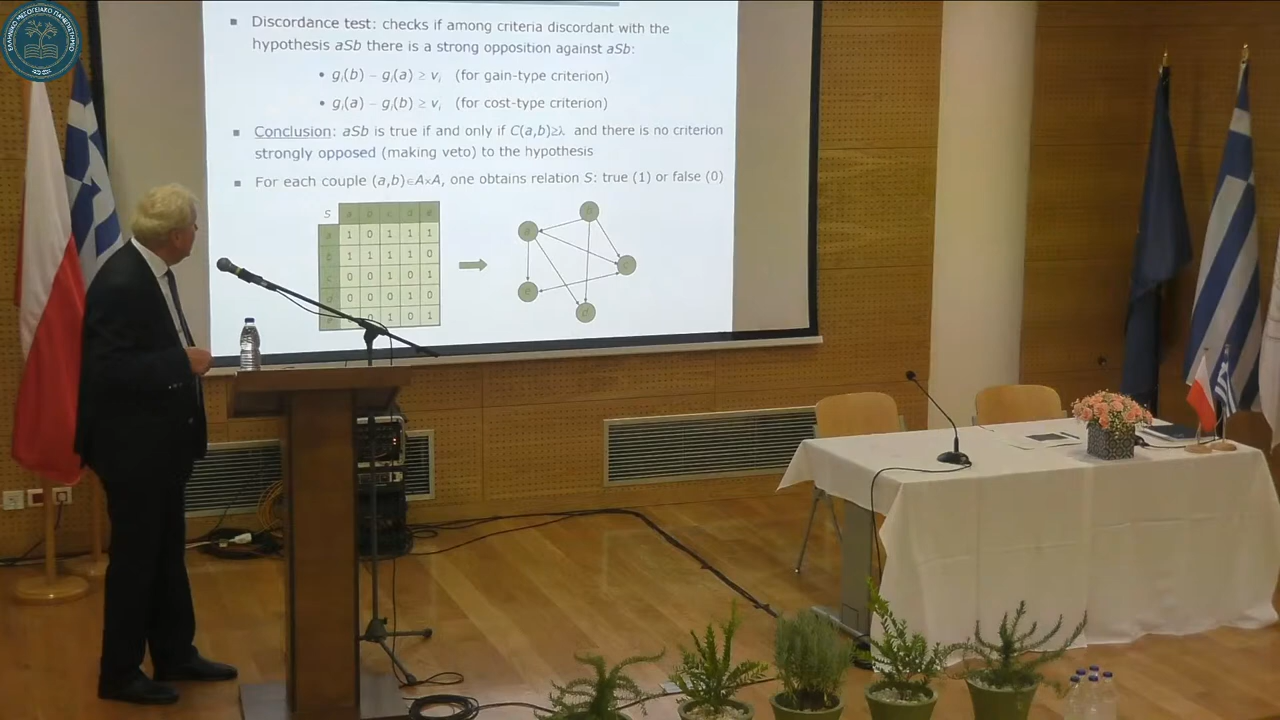 ΕΛΛΗΝΙΚΟ ΜΕΣΟΓΕΙΑΚΟ ΠΑΝΕΠΙΣΤΗΜΙΟ
Discordance test: checks if among criteria discordant with the
hypothesis aSb there is a strong opposition against aSb:
• gᵢ(b) – gᵢ(a) ≥ vᵢ (for gain-type criterion)
• gᵢ(a) – gᵢ(b) ≥ vᵢ (for cost-type criterion)
Conclusion: aSb is true if and only if C(a,b)≥λ and there is no criterion
strongly opposed (making veto) to the hypothesis
For each couple (a,b)∈A×A, one obtains relation S: true (1) or false (0)
S a b c d e
a 1 0 1 1 1
b 1 1 1 1 0
c 0 0 1 0 1
d 0 0 0 1 0
0 1 0 1